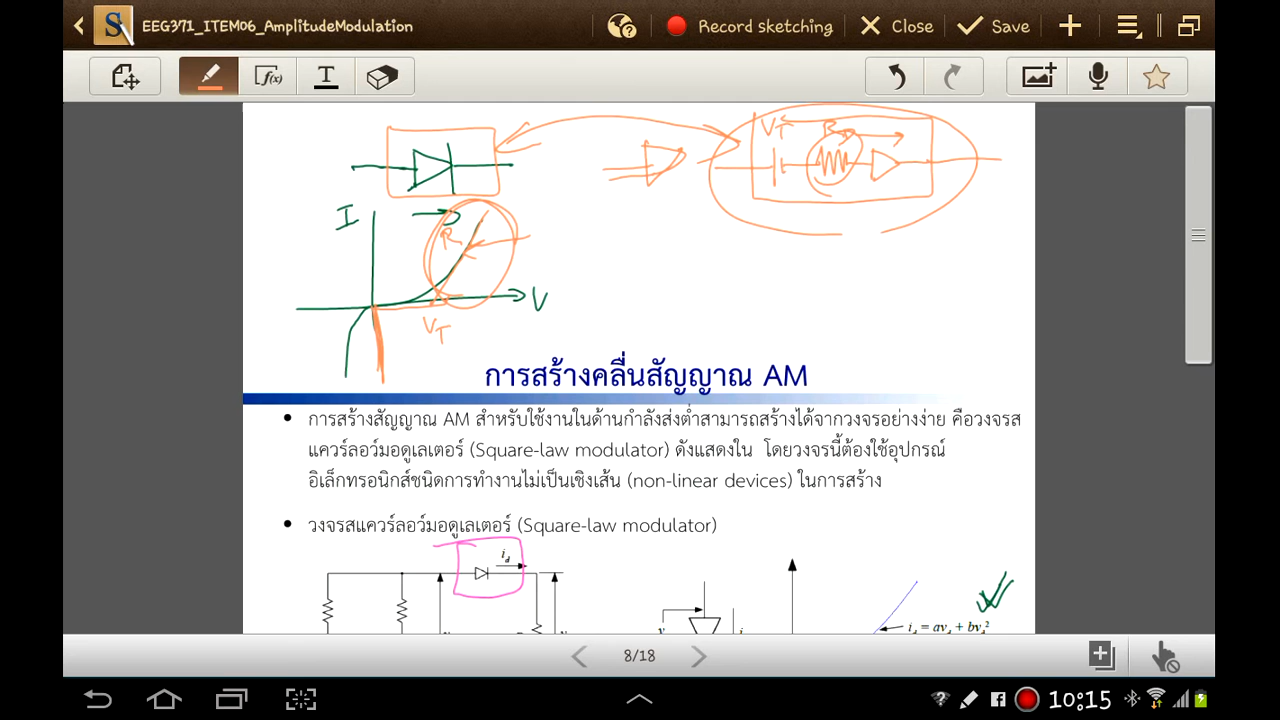 EEG371_ITEM06_AmplitudeModulation
Record sketching
Close
Save
f(x)
T
I
R
V
VT
VT
การสร้างคลื่นสัญญาณ AM
• การสร้างสัญญาณ AM สำหรับใช้งานในด้านกำลังส่งต่ำสามารถสร้างได้จากวงจรอย่างง่าย คือวงจรส
แควร์ลอว์มอดูเลเตอร์ (Square-law modulator) ดังแสดงใน โดยวงจรนี้ต้องใช้อุปกรณ์
อิเล็กทรอนิกส์ชนิดการทำงานไม่เป็นเชิงเส้น (non-linear devices) ในการสร้าง
• วงจรสแควร์ลอว์มอดูเลเตอร์ (Square-law modulator)
id
id = avd + bvd²
8/18
10:15